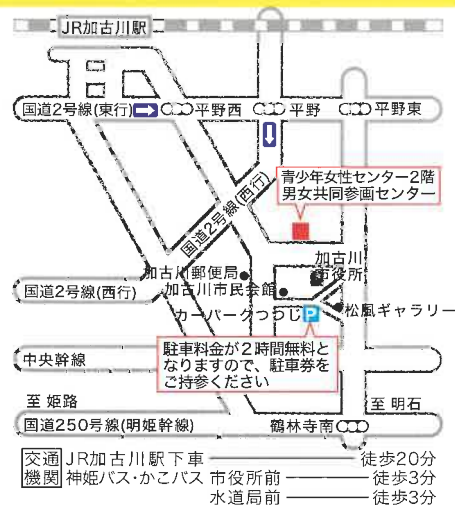 JR加古川駅
国道2号線(東行)
平野西
平野
平野東
青少年女性センター2階
男女共同参画センター
国道2号線(西行)
加古川
市役所
加古川郵便局
加古川市民会館
国道2号線(西行)
カーパークつつじ
P
松風ギャラリー
駐車料金が2時間無料と
なりますので、駐車券を
ご持参ください
中央幹線
至 姫路
至 明石
国道250号線(明姫幹線)
鶴林寺南
交通 JR加古川駅下車 徒歩20分
機関 神姫バス・かこバス 市役所前 徒歩3分
水道局前 徒歩3分